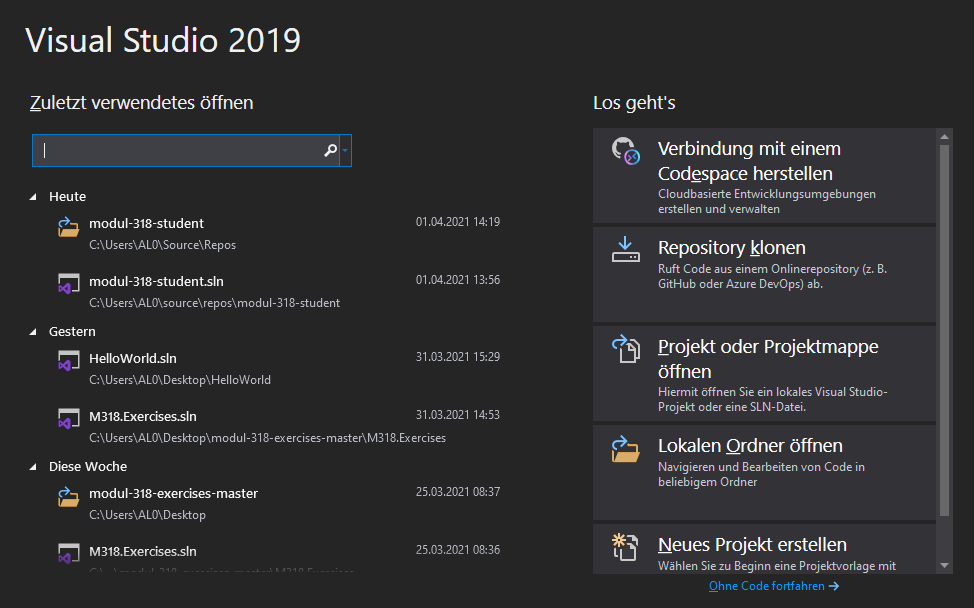 Visual Studio 2019
Zuletzt verwendetes öffnen
Heute
modul-318-student 01.04.2021 14:19
C:\Users\AL0\Source\Repos
modul-318-student.sln 01.04.2021 13:56
C:\Users\AL0\source\repos\modul-318-student
Gestern
HelloWorld.sln 31.03.2021 15:29
C:\Users\AL0\Desktop\HelloWorld
M318.Exercises.sln 31.03.2021 14:53
C:\Users\AL0\Desktop\modul-318-exercises-master\M318.Exercises
Diese Woche
modul-318-exercises-master 25.03.2021 08:37
C:\Users\AL0\Desktop
M318.Exercises.sln 25.03.2021 08:36
C:\...\modul-318-exercises-master\M318.Exercises
Los geht's
Verbindung mit einem
Codespace herstellen
Cloudbasierte Entwicklungsumgebungen
erstellen und verwalten
Repository klonen
Ruft Code aus einem Onlinerepository (z. B.
GitHub oder Azure DevOps) ab.
Projekt oder Projektmappe
öffnen
Hiermit öffnen Sie ein lokales Visual Studio-
Projekt oder eine SLN-Datei.
Lokalen Ordner öffnen
Navigieren und Bearbeiten von Code in
beliebigem Ordner
Neues Projekt erstellen
Wählen Sie zu Beginn eine Projektvorlage mit
Ohne Code fortfahren →